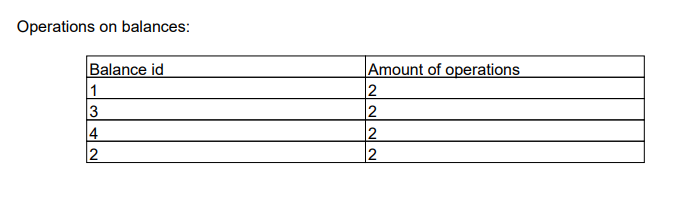 Operations on balances:
Balance id Amount of operations
1 2
3 2
4 2
2 2